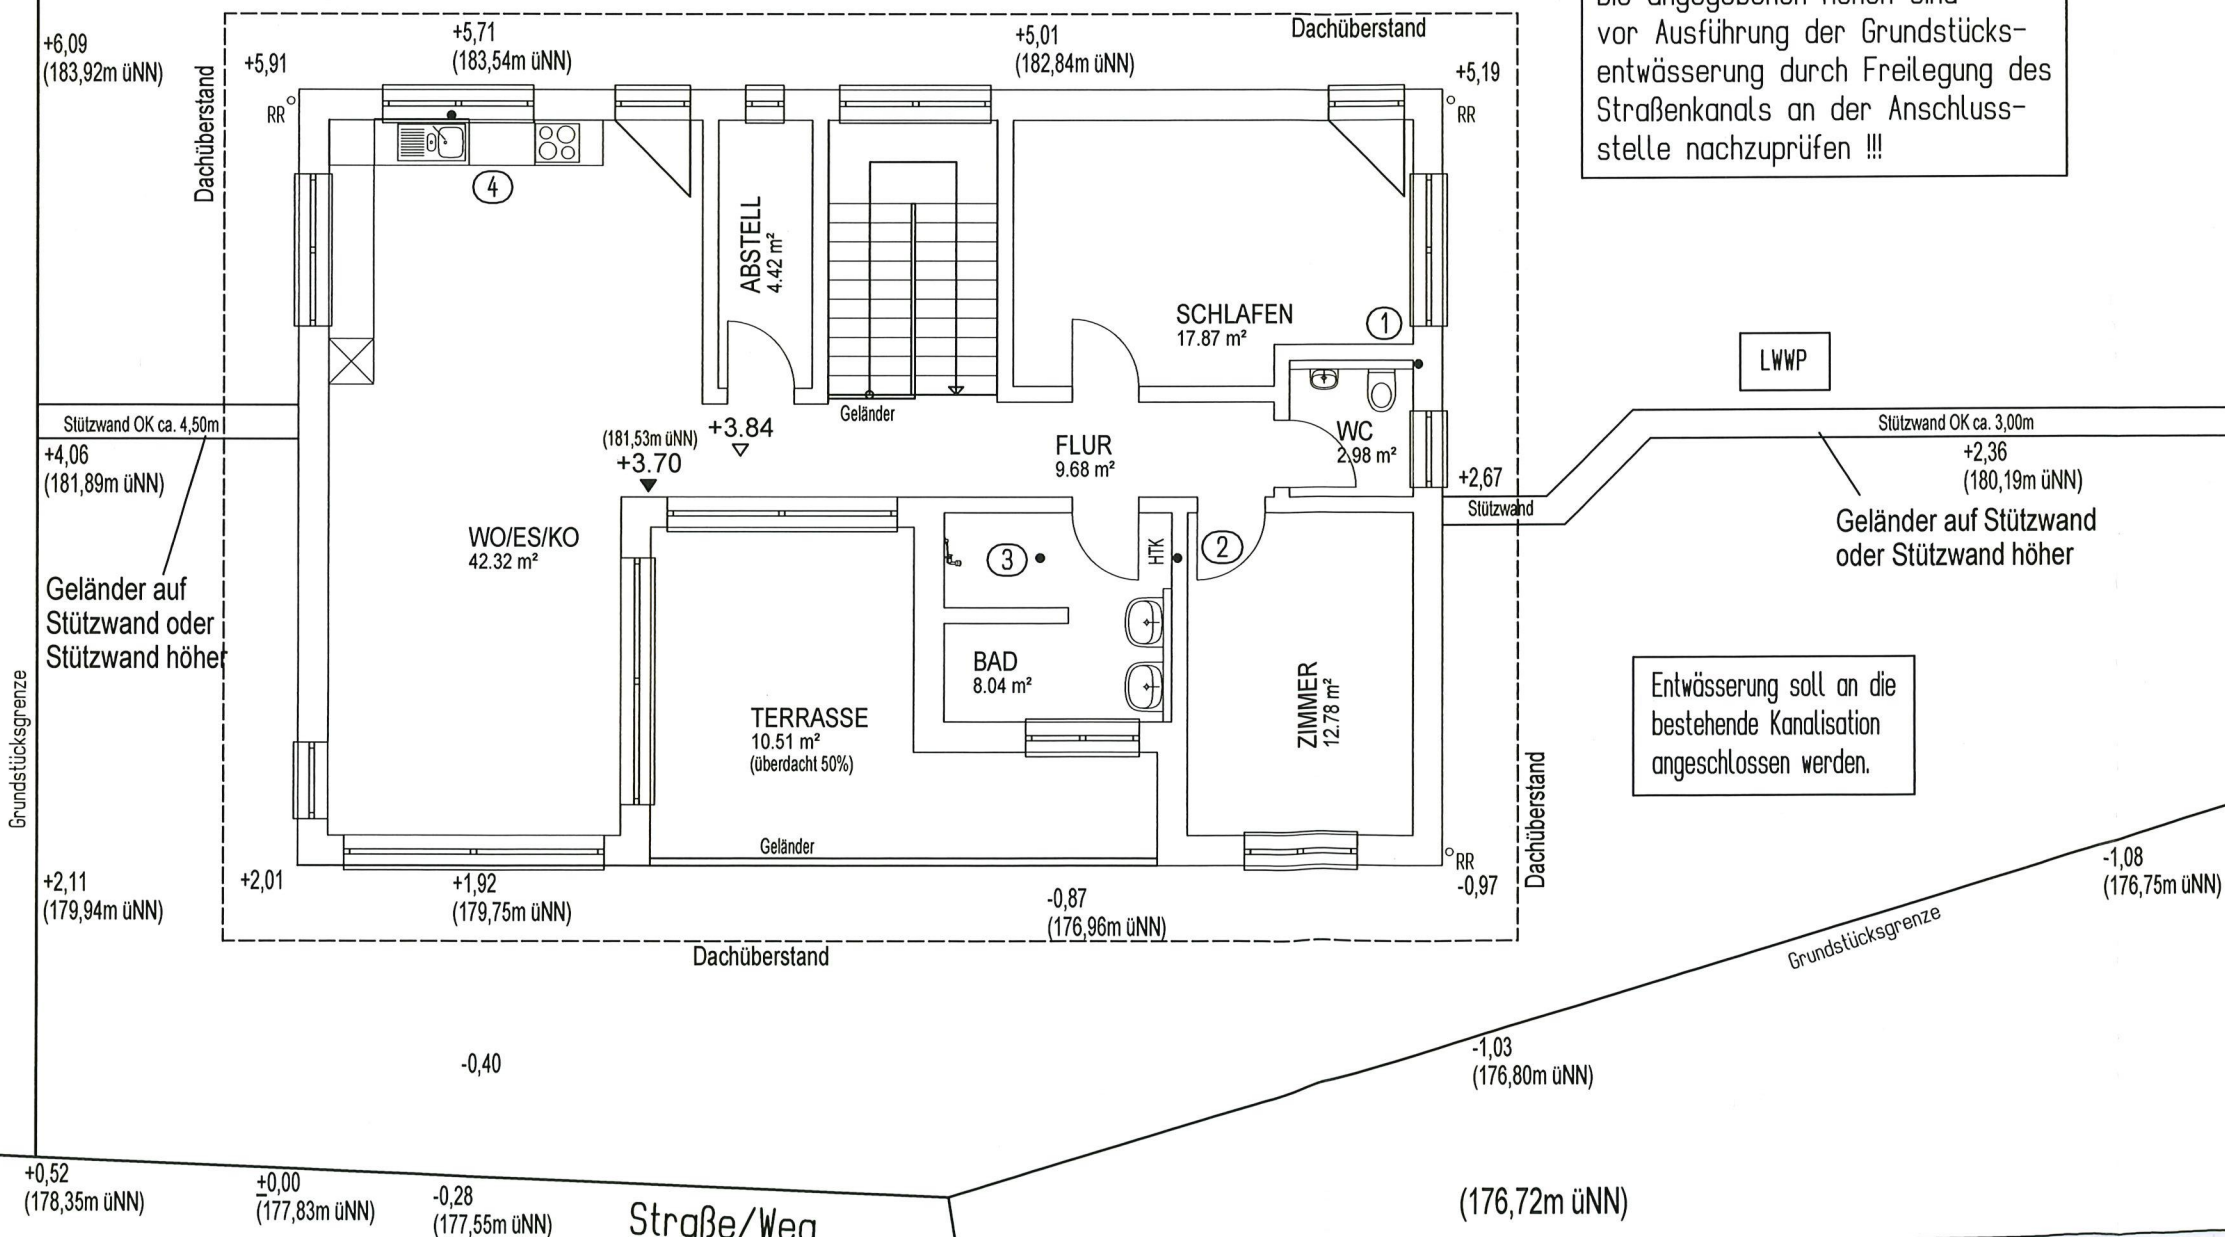 +6,09
(183,92m üNN)
+5,91
+5,71
(183,54m üNN)
+5,01
(182,84m üNN)
Dachüberstand
+5,19
RR
RR
Dachüberstand
vor Ausführung der Grundstücks-
entwässerung durch Freilegung des
Straßenkanals an der Anschluss-
stelle nachzuprüfen !!!
4
ABSTELL
4.42 m²
SCHLAFEN
17.87 m²
1
LWWP
Stützwand OK ca. 4,50m
+4,06
(181,89m üNN)
Geländer
+3.84
(181,53m üNN)
+3.70
FLUR
9.68 m²
WC
2.98 m²
+2,67
Stützwand
Stützwand OK ca. 3,00m
+2,36
(180,19m üNN)
Geländer auf Stützwand
oder Stützwand höher
WO/ES/KO
42.32 m²
3
HTK
2
Geländer auf
Stützwand oder
Stützwand höher
BAD
8.04 m²
TERRASSE
10.51 m²
(überdacht 50%)
ZIMMER
12.78 m²
Entwässerung soll an die
bestehende Kanalisation
angeschlossen werden.
Grundstücksgrenze
Dachüberstand
Geländer
RR
-0,97
+2,11
(179,94m üNN)
+2,01
+1,92
(179,75m üNN)
-0,87
(176,96m üNN)
-1,08
(176,75m üNN)
Grundstücksgrenze
Dachüberstand
-0,40
-1,03
(176,80m üNN)
+0,52
(178,35m üNN)
±0,00
(177,83m üNN)
-0,28
(177,55m üNN)
Straße/Weg
(176,72m üNN)